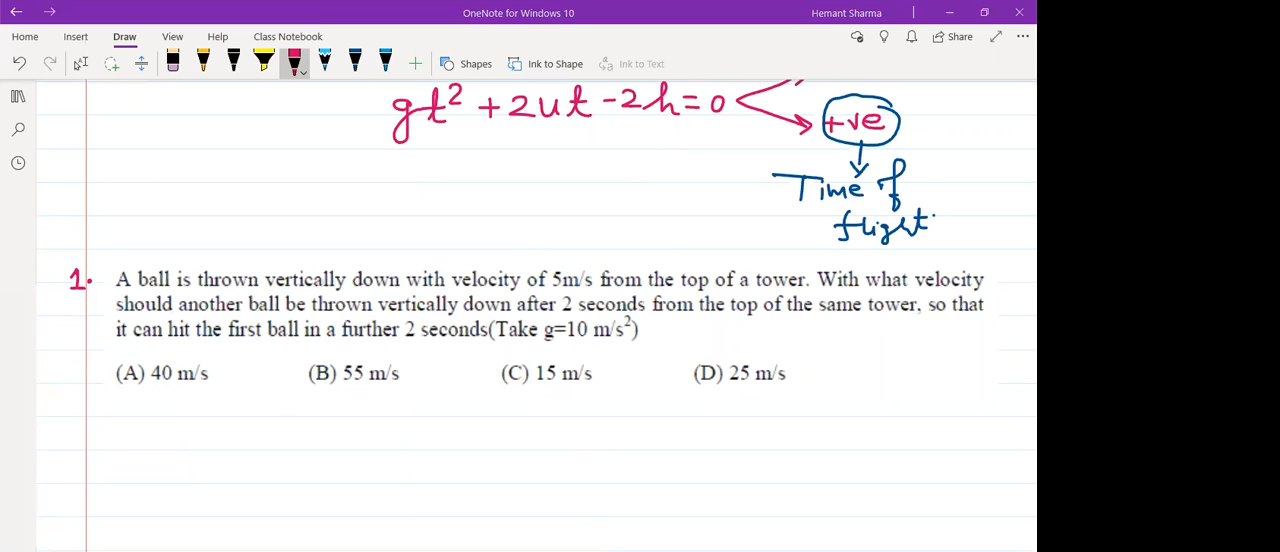 OneNote for Windows 10
Hemant Sharma
Home Insert Draw View Help Class Notebook
Share
Shapes Ink to Shape Ink to Text
gt² + 2ut - 2h = 0
+ve
Time of
flight
1.
A ball is thrown vertically down with velocity of 5m/s from the top of a tower. With what velocity
should another ball be thrown vertically down after 2 seconds from the top of the same tower, so that
it can hit the first ball in a further 2 seconds(Take g=10 m/s²)
(A) 40 m/s (B) 55 m/s (C) 15 m/s (D) 25 m/s